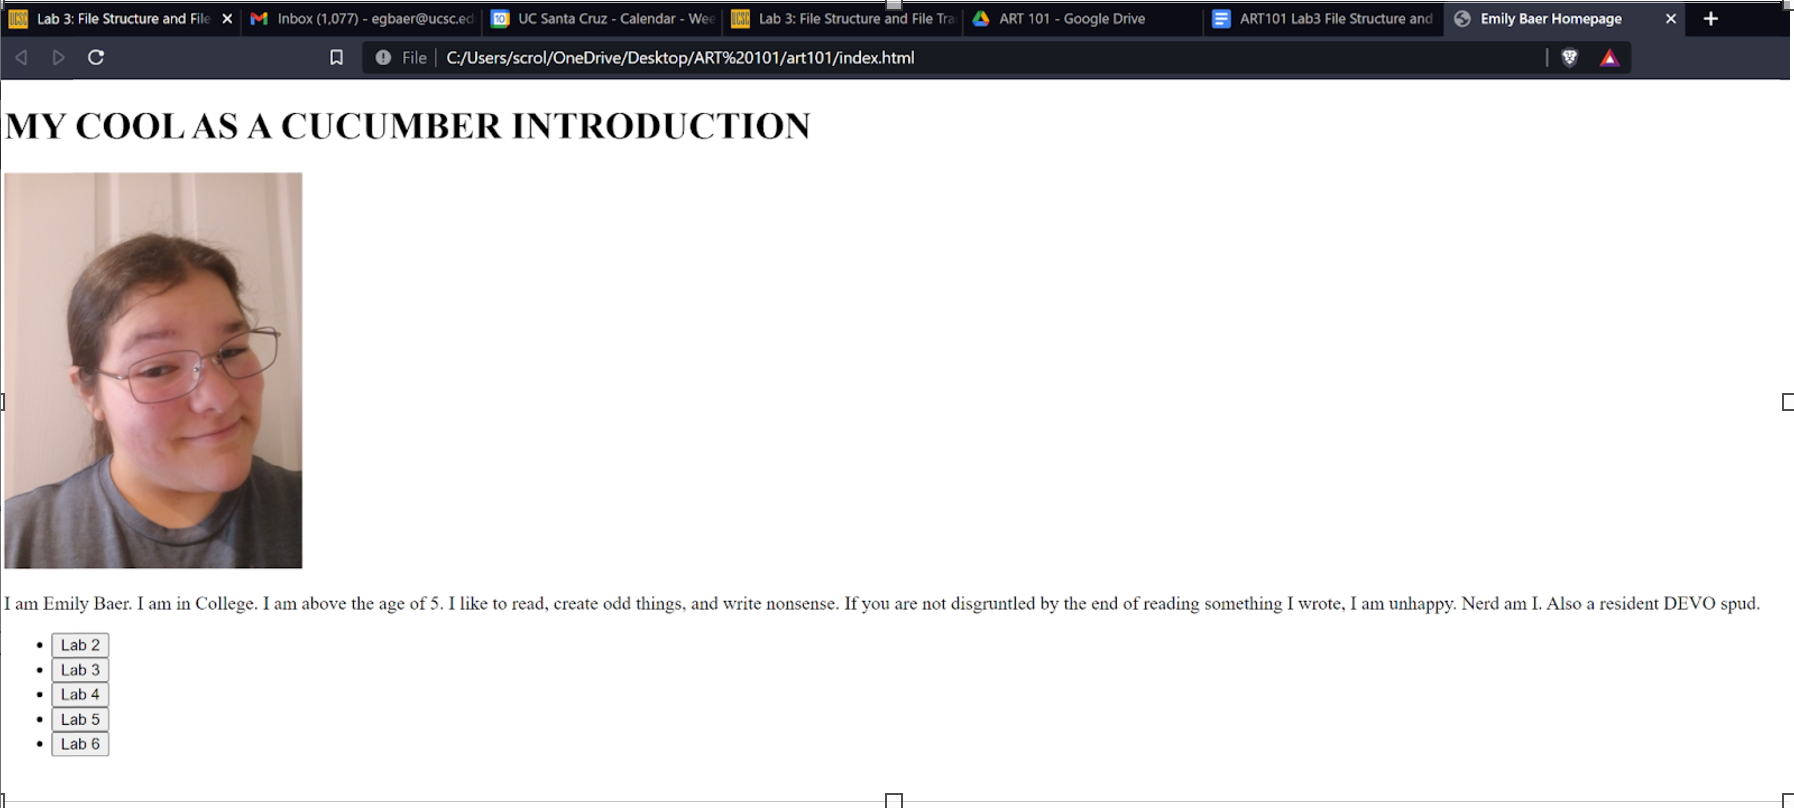 Lab 3: File Structure and File
Inbox (1,077) - egbaer@ucsc.ed
10
UC Santa Cruz - Calendar - Wee
UCSC
Lab 3: File Structure and File Tra
ART 101 - Google Drive
ART101 Lab3 File Structure and
Emily Baer Homepage
File
C:/Users/scrol/OneDrive/Desktop/ART%20101/art101/index.html
MY COOL AS A CUCUMBER INTRODUCTION
I am Emily Baer. I am in College. I am above the age of 5. I like to read, create odd things, and write nonsense. If you are not disgruntled by the end of reading something I wrote, I am unhappy. Nerd am I. Also a resident DEVO spud.
Lab 2
Lab 3
Lab 4
Lab 5
Lab 6